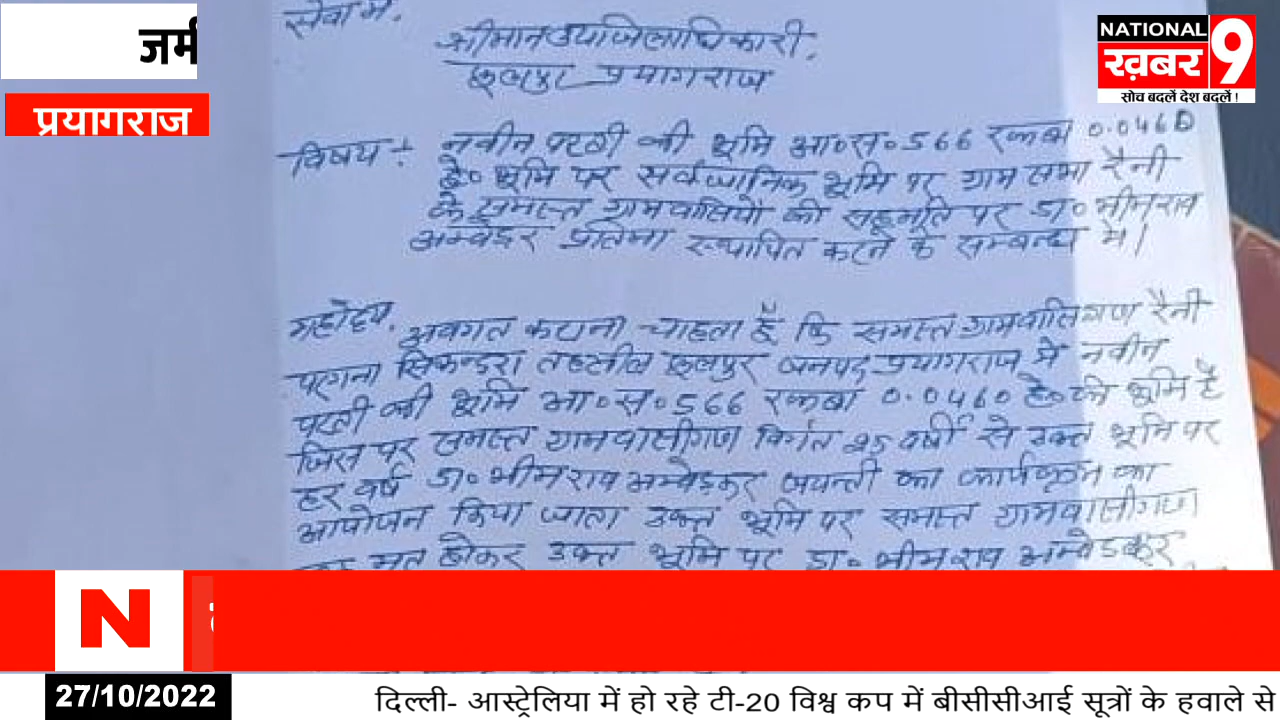 जमी
प्रयागराज
NATIONAL
ख़बर 9
सोच बदलें देश बदलें !
सेवा में,
श्रीमान उपजिलाधिकारी,
फूलपुर प्रयागराज
विषय :- नवीन परती की भूमि आ०स० 566 रकबा 0.0460
हे० भूमि पर सर्वजानिक भूमि पर ग्राम सभा रैनी
के समस्त ग्रामवासियों की सहमति पर डा० भीमराव
अम्बेडर प्रतिमा स्थापित करने के सम्बन्ध में।
महोदय, अवगत कराना चाहता हूँ कि समस्त ग्रामवासिगण रैनी
परगना सिकन्दरा तहसील फूलपुर जनपद प्रयागराज में नवीन
परती की भूमि आ०स० 566 रकबा 0.0460 हे० की भूमि है
जिस पर समस्त ग्रामवासीगण विगत 25 वर्षों से उक्त भूमि पर
हर वर्ष डा० भीमराव अम्बेडकर जयन्ती का कार्यक्रम का
आयोजन किया जाता उक्त भूमि पर समस्त ग्रामवासीगण
मत होकर उक्त भूमि पर डा० भीमराव अम्बेडकर
N
27/10/2022
दिल्ली- आस्ट्रेलिया में हो रहे टी-20 विश्व कप में बीसीसीआई सूत्रों के हवाले से